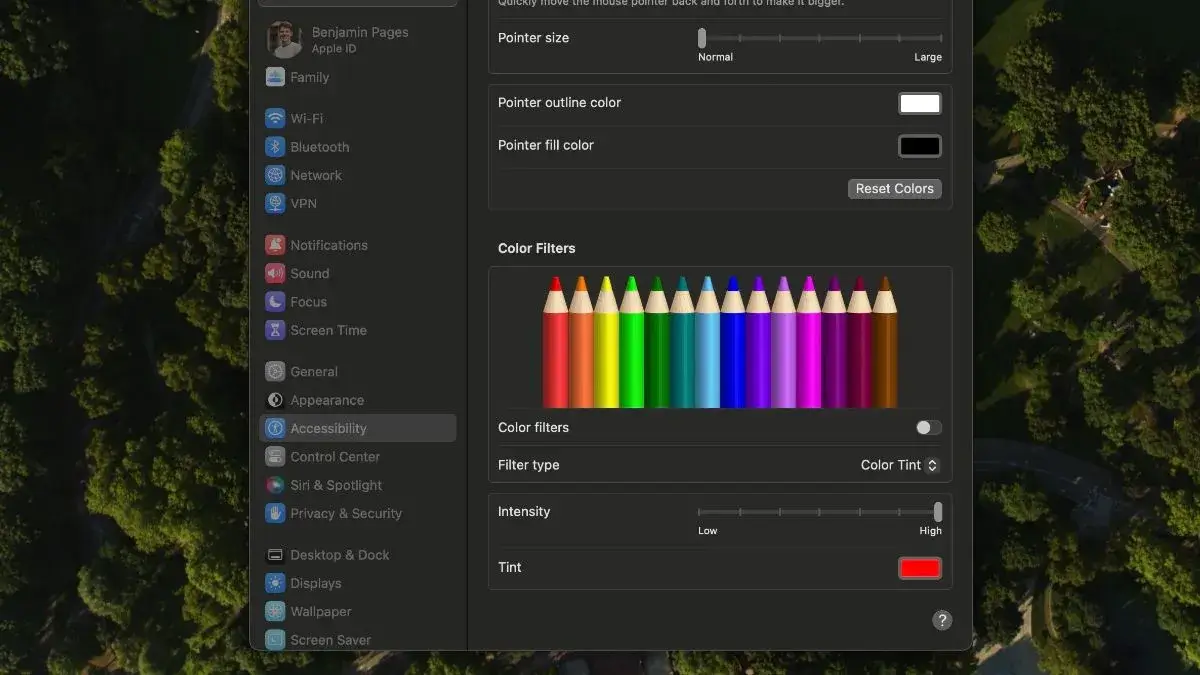 Benjamin Pages
Apple ID
Family
Wi-Fi
Bluetooth
Network
VPN
Notifications
Sound
Focus
Screen Time
General
Appearance
Accessibility
Control Center
Siri & Spotlight
Privacy & Security
Desktop & Dock
Displays
Wallpaper
Screen Saver
Quickly move the mouse pointer back and forth to make it bigger.
Pointer size
Normal
Large
Pointer outline color
Pointer fill color
Reset Colors
Color Filters
Color filters
Filter type
Color Tint
Intensity
Low
High
Tint
?